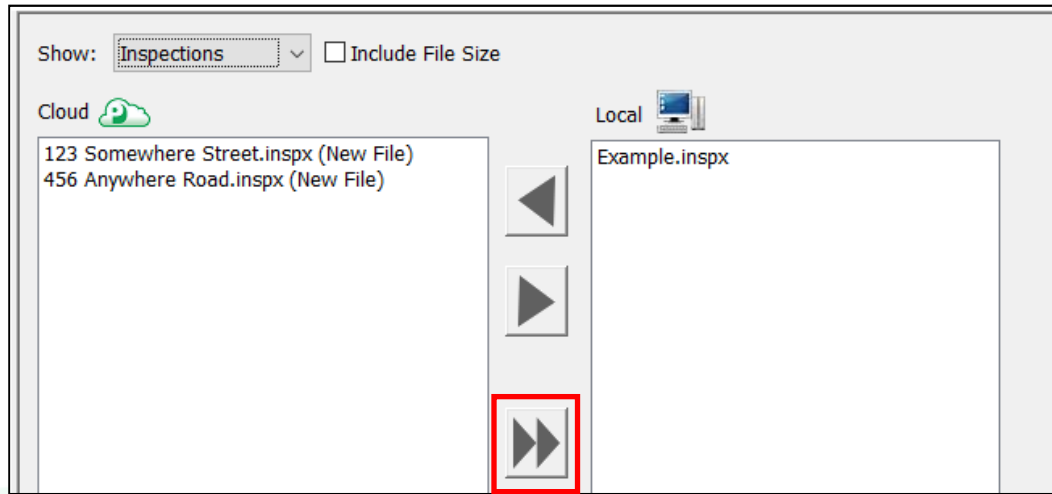 Show: Inspections Include File Size
Cloud
Local
123 Somewhere Street.inspx (New File)
456 Anywhere Road.inspx (New File)
Example.inspx